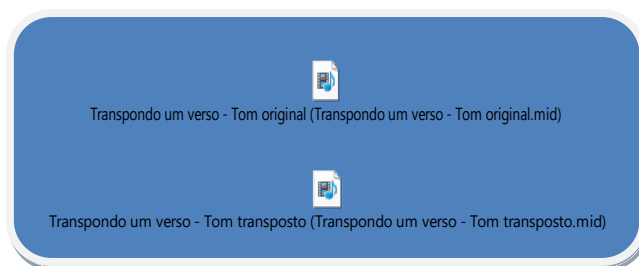 Transpondo um verso - Tom original (Transpondo um verso - Tom original.mid)
Transpondo um verso - Tom transposto (Transpondo um verso - Tom transposto.mid)